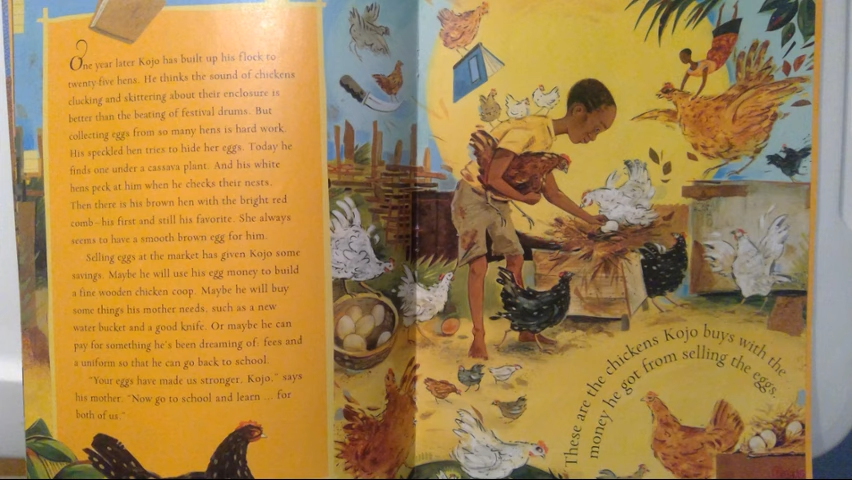 One year later Kojo has built up his flock to
twenty-five hens. He thinks the sound of chickens
clucking and skittering about their enclosure is
better than the beating of festival drums. But
collecting eggs from so many hens is hard work.
His speckled hen tries to hide her eggs. Today he
finds one under a cassava plant. And his white
hens peck at him when he checks their nests.
Then there is his brown hen with the bright red
comb—his first and still his favorite. She always
seems to have a smooth brown egg for him.
Selling eggs at the market has given Kojo some
savings. Maybe he will use his egg money to build
a fine wooden chicken coop. Maybe he will buy
some things his mother needs, such as a new
water bucket and a good knife. Or maybe he can
pay for something he's been dreaming of: fees and
a uniform so that he can go back to school.
"Your eggs have made us stronger, Kojo," says
his mother. "Now go to school and learn ... for
both of us."
These are the chickens Kojo buys with the
money he got from selling the eggs.